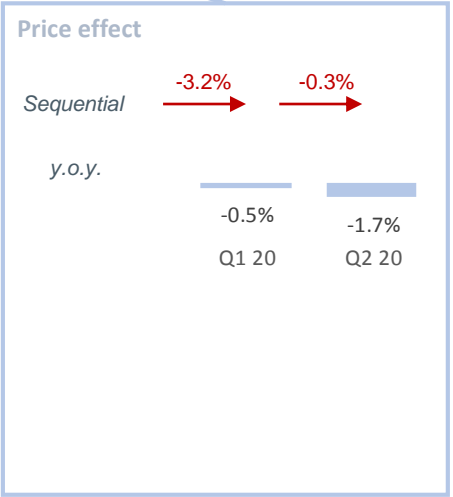 Price effect
-3.2% -0.3%
Sequential
y.o.y.
-0.5% -1.7%
Q1 20 Q2 20